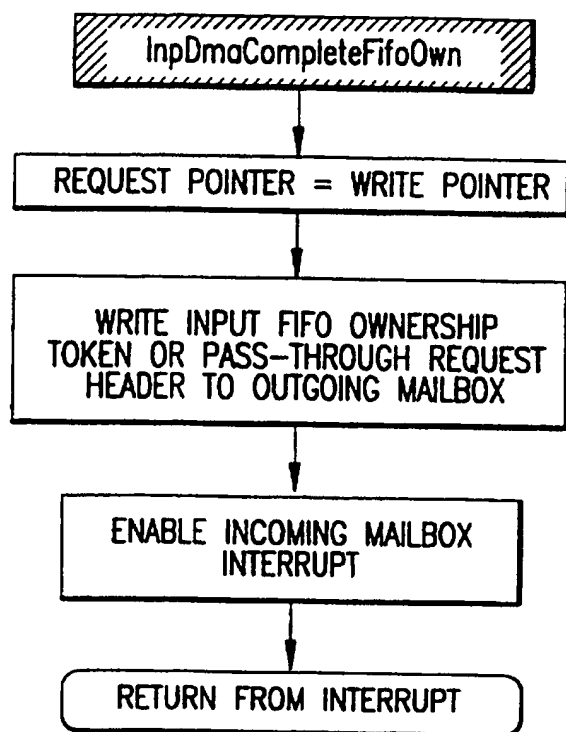 InpDmaCompleteFifoOwn
REQUEST POINTER = WRITE POINTER
WRITE INPUT FIFO OWNERSHIP
TOKEN OR PASS-THROUGH REQUEST
HEADER TO OUTGOING MAILBOX
ENABLE INCOMING MAILBOX
INTERRUPT
RETURN FROM INTERRUPT